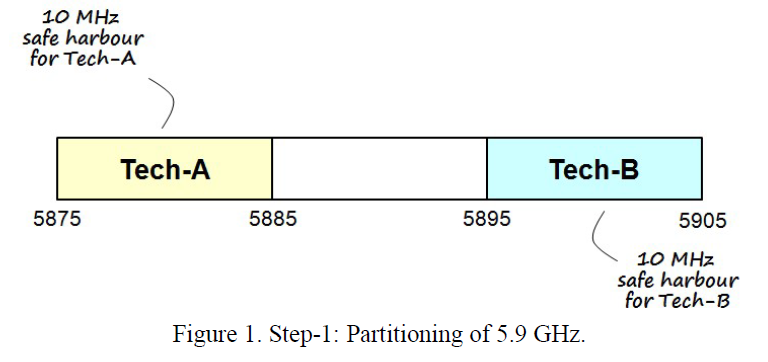 10 MHz
safe harbour
for Tech-A
Tech-A
Tech-B
5875
5885
5895
5905
10 MHz
safe harbour
for Tech-B
Figure 1. Step-1: Partitioning of 5.9 GHz.